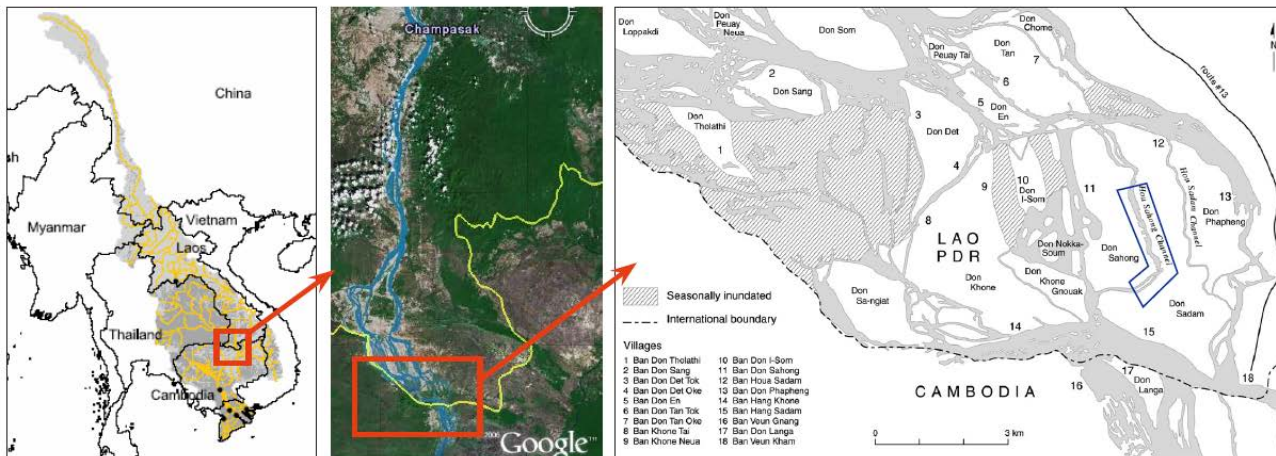 China
Myanmar
Vietnam
Laos
Thailand
Cambodia
Champasak
Google™
Don
Loppakdi
Don
Peuay
Neua
Don Som
2
Don Sang
Don
Tholathi
1
Don
Chome
Don
Tan
7
Don
Peuay Tai
6
5
Don
En
3
Don Det
4
9
10
Don
I-Som
11
12
13
Don
Phapheng
route #13
N
Hou Sahong Channel
Hou Sadam Channel
8
LAO
PDR
Don
Khone
Don Nokka-
Soum
Don
Khone
Gnouak
Don
Sahong
Don
Sadam
Don
Sa-ngiat
14
15
16
17
Don
Langa
18
CAMBODIA
Seasonally inundated
International boundary
Villages
1 Ban Don Tholathi
2 Ban Don Sang
3 Ban Don Det Tok
4 Ban Don Det Oke
5 Ban Don En
6 Ban Don Tan Tok
7 Ban Don Tan Oke
8 Ban Khone Tai
9 Ban Khone Neua
10 Ban Don I-Som
11 Ban Don Sahong
12 Ban Houa Sadam
13 Ban Don Phapheng
14 Ban Hang Khone
15 Ban Hang Sadam
16 Ban Veun Gnang
17 Ban Don Langa
18 Ban Veun Kham
0 3 km